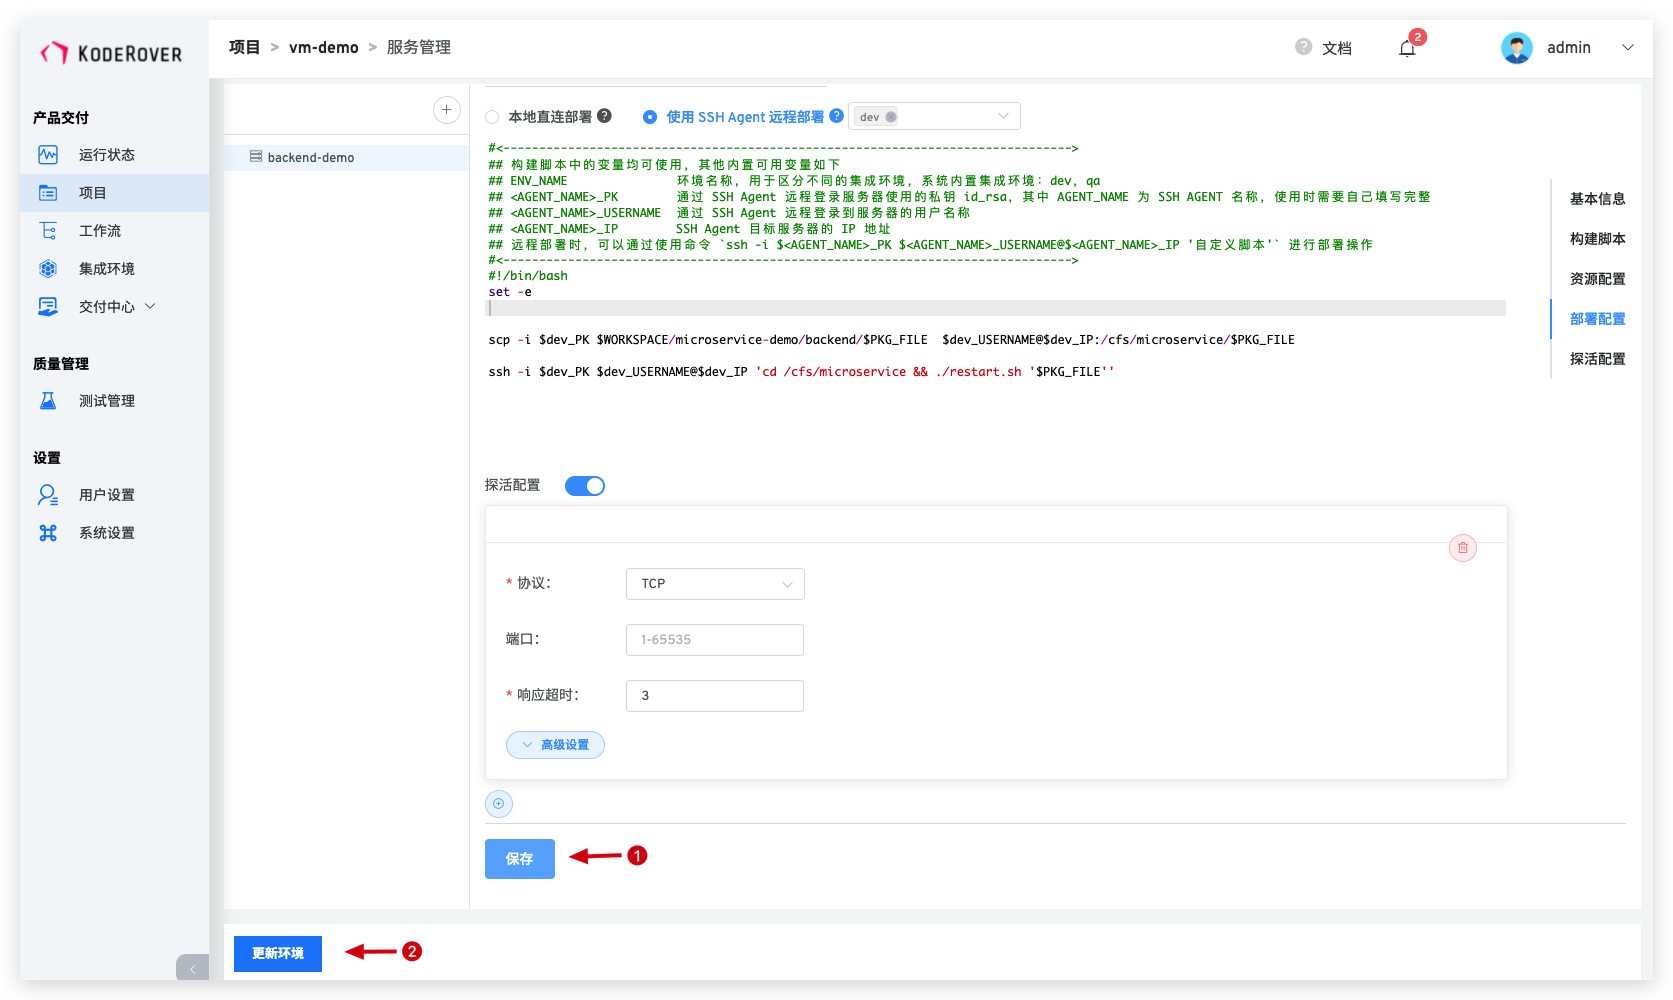 KODEROVER
项目 > vm-demo > 服务管理
? 文档
2
admin
产品交付
运行状态
项目
工作流
集成环境
交付中心
质量管理
测试管理
设置
用户设置
系统设置
backend-demo
本地直连部署 ? 使用 SSH Agent 远程部署 ? dev
#<------------------------------------------------------------------------------->
## 构建脚本中的变量均可使用，其他内置可用变量如下
## ENV_NAME 环境名称，用于区分不同的集成环境，系统内置集成环境：dev，qa
## <AGENT_NAME>_PK 通过 SSH Agent 远程登录服务器使用的私钥 id_rsa，其中 AGENT_NAME 为 SSH AGENT 名称，使用时需要自己填写完整
## <AGENT_NAME>_USERNAME 通过 SSH Agent 远程登录到服务器的用户名称
## <AGENT_NAME>_IP SSH Agent 目标服务器的 IP 地址
## 远程部署时，可以通过使用命令 `ssh -i $<AGENT_NAME>_PK $<AGENT_NAME>_USERNAME@$<AGENT_NAME>_IP '自定义脚本'` 进行部署操作
#<------------------------------------------------------------------------------->
#!/bin/bash
set -e
scp -i $dev_PK $WORKSPACE/microservice-demo/backend/$PKG_FILE $dev_USERNAME@$dev_IP:/cfs/microservice/$PKG_FILE
ssh -i $dev_PK $dev_USERNAME@$dev_IP 'cd /cfs/microservice && ./restart.sh '$PKG_FILE''
基本信息
构建脚本
资源配置
部署配置
探活配置
探活配置
* 协议： TCP
端口： 1-65535
* 响应超时： 3
高级设置
保存 1
更新环境 2